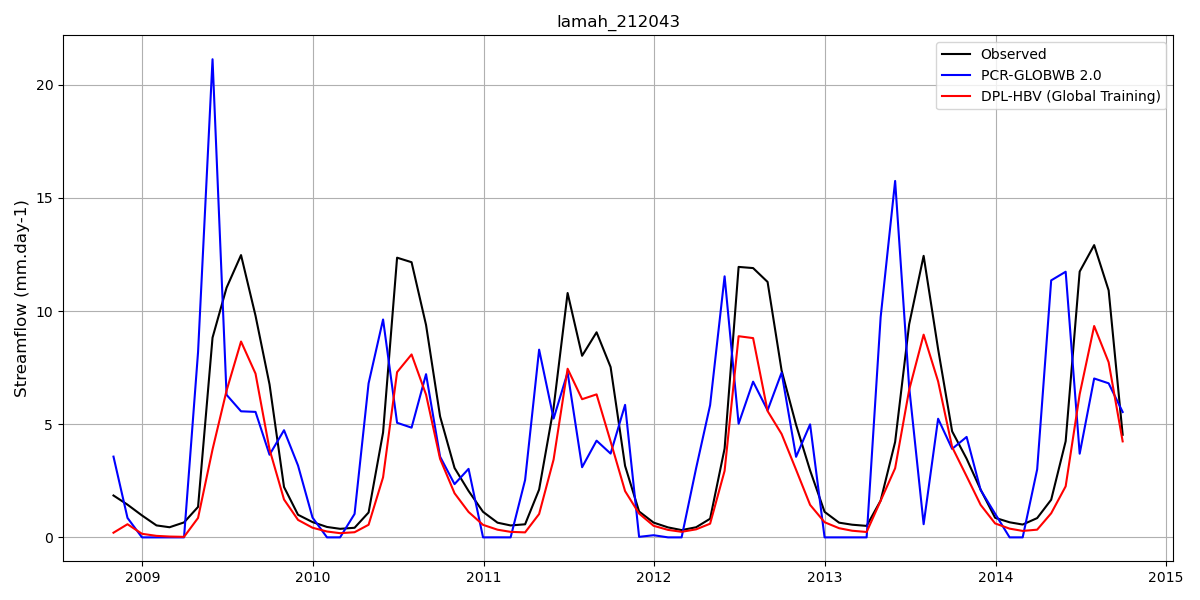 lamah_212043
Streamflow (mm.day-1)
20
15
10
5
0
Observed
PCR-GLOBWB 2.0
DPL-HBV (Global Training)
2009
2010
2011
2012
2013
2014
2015